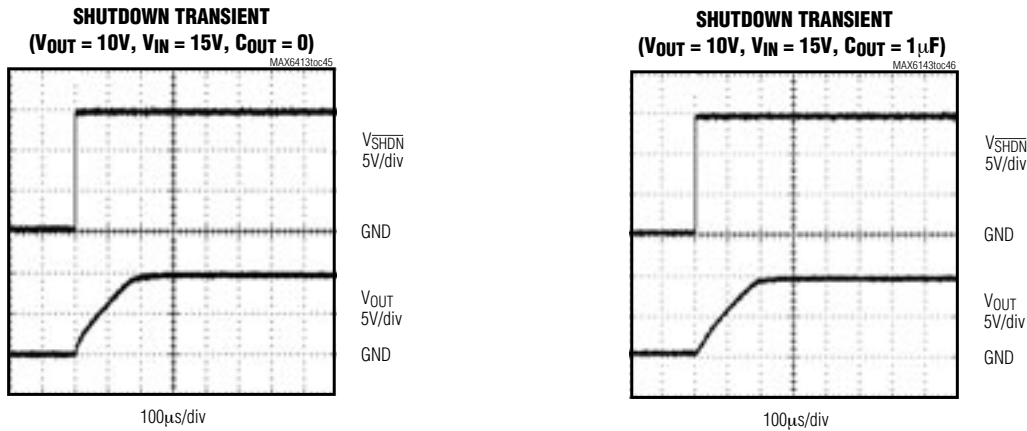 SHUTDOWN TRANSIENT
(VOUT = 10V, VIN = 15V, COUT = 0)
MAX6413toc45
VSHDN
5V/div
GND
VOUT
5V/div
GND
100μs/div
SHUTDOWN TRANSIENT
(VOUT = 10V, VIN = 15V, COUT = 1μF)
MAX6143toc46
VSHDN
5V/div
GND
VOUT
5V/div
GND
100μs/div